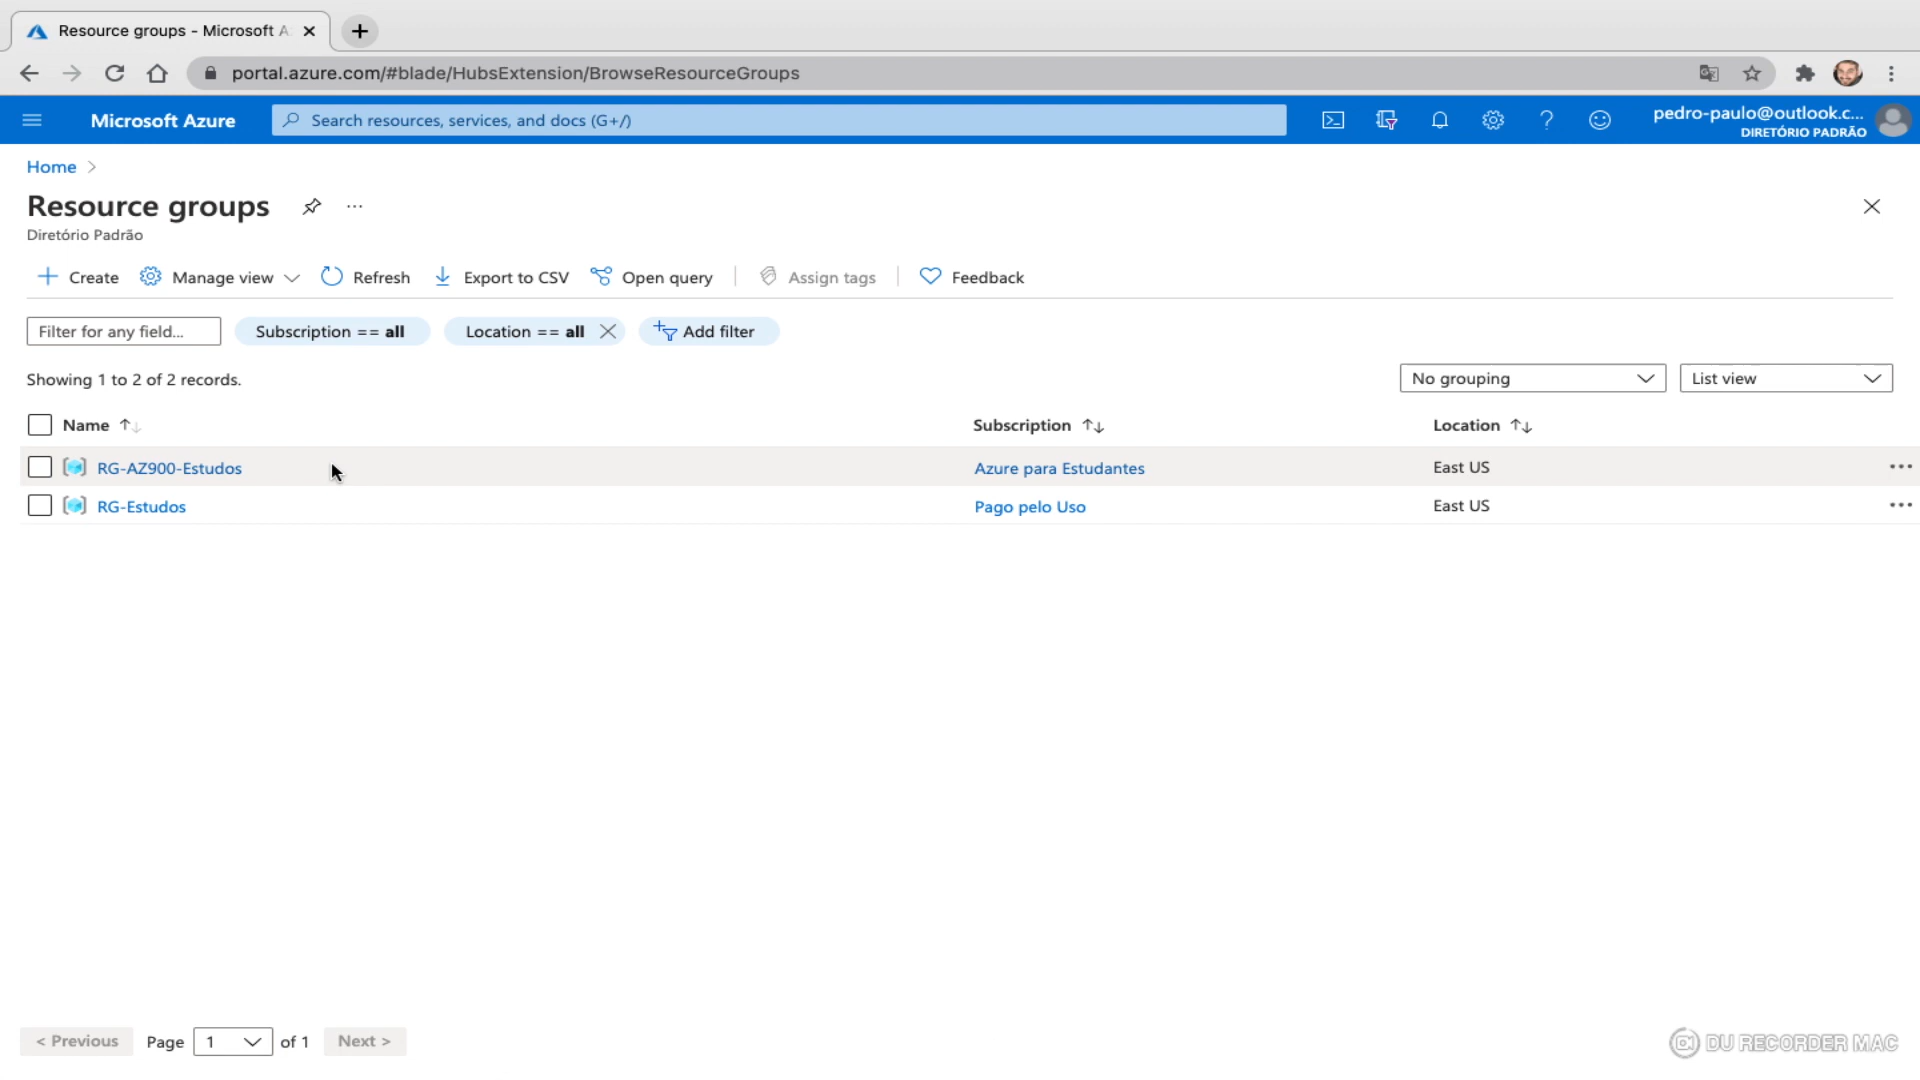 Resource groups - Microsoft A
portal.azure.com/#blade/HubsExtension/BrowseResourceGroups
Microsoft Azure
Search resources, services, and docs (G+/)
pedro-paulo@outlook.c...
DIRETÓRIO PADRÃO
Home
Resource groups
Diretório Padrão
Create
Manage view
Refresh
Export to CSV
Open query
Assign tags
Feedback
Filter for any field...
Subscription == all
Location == all
Add filter
Showing 1 to 2 of 2 records.
No grouping
List view
Name
Subscription
Location
RG-AZ900-Estudos
Azure para Estudantes
East US
RG-Estudos
Pago pelo Uso
East US
< Previous
Page
1
of 1
Next >
DU RECORDER MAC